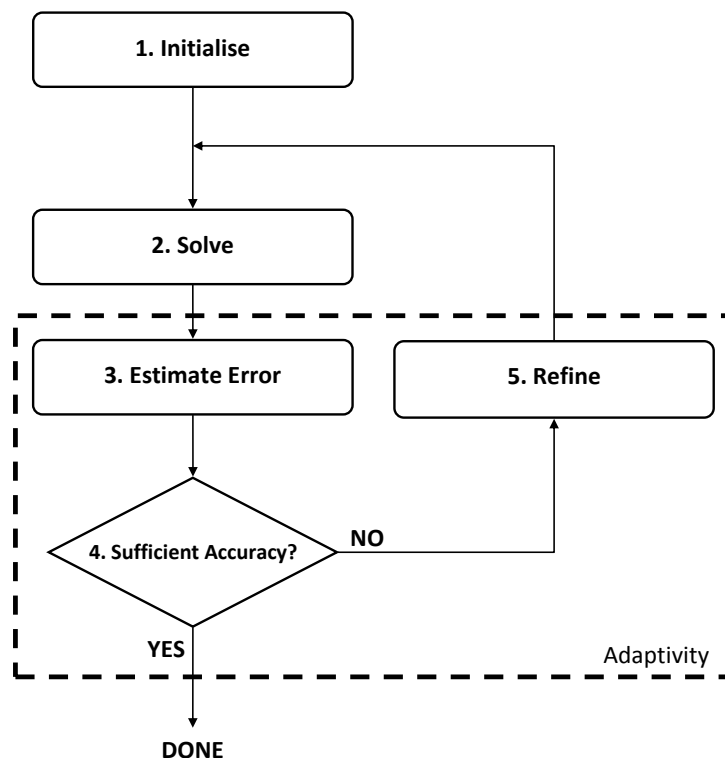 1. Initialise
2. Solve
3. Estimate Error
5. Refine
4. Sufficient Accuracy?
NO
YES
Adaptivity
DONE